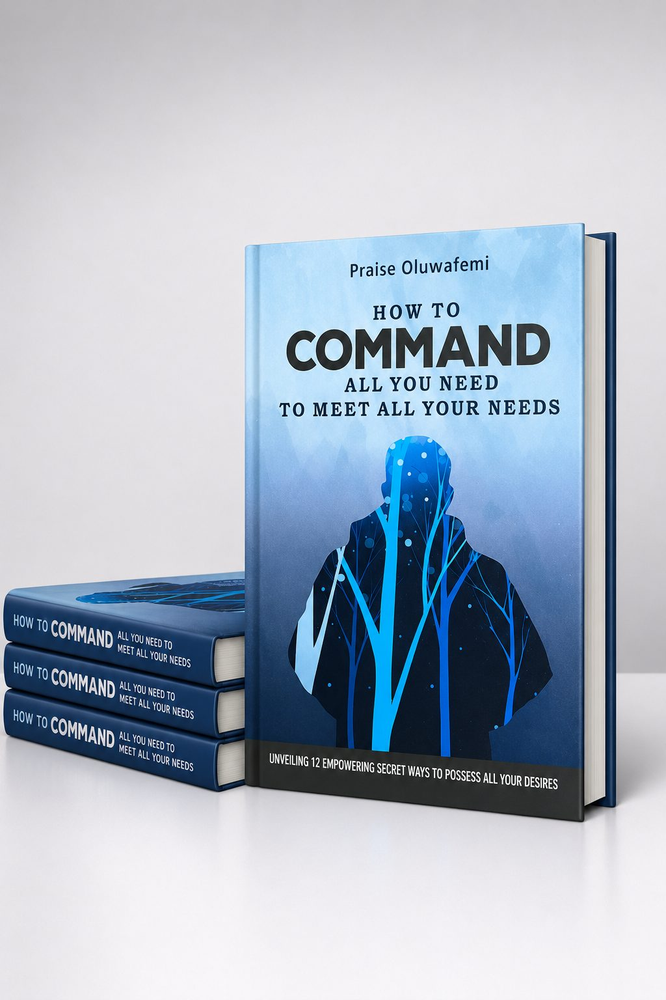 Praise Oluwafemi
HOW TO
COMMAND
ALL YOU NEED
TO MEET ALL YOUR NEEDS
UNVEILING 12 EMPOWERING SECRET WAYS TO POSSESS ALL YOUR DESIRES
HOW TO COMMAND ALL YOU NEED TO
MEET ALL YOUR NEEDS
HOW TO COMMAND ALL YOU NEED TO
MEET ALL YOUR NEEDS
HOW TO COMMAND ALL YOU NEED TO
MEET ALL YOUR NEEDS